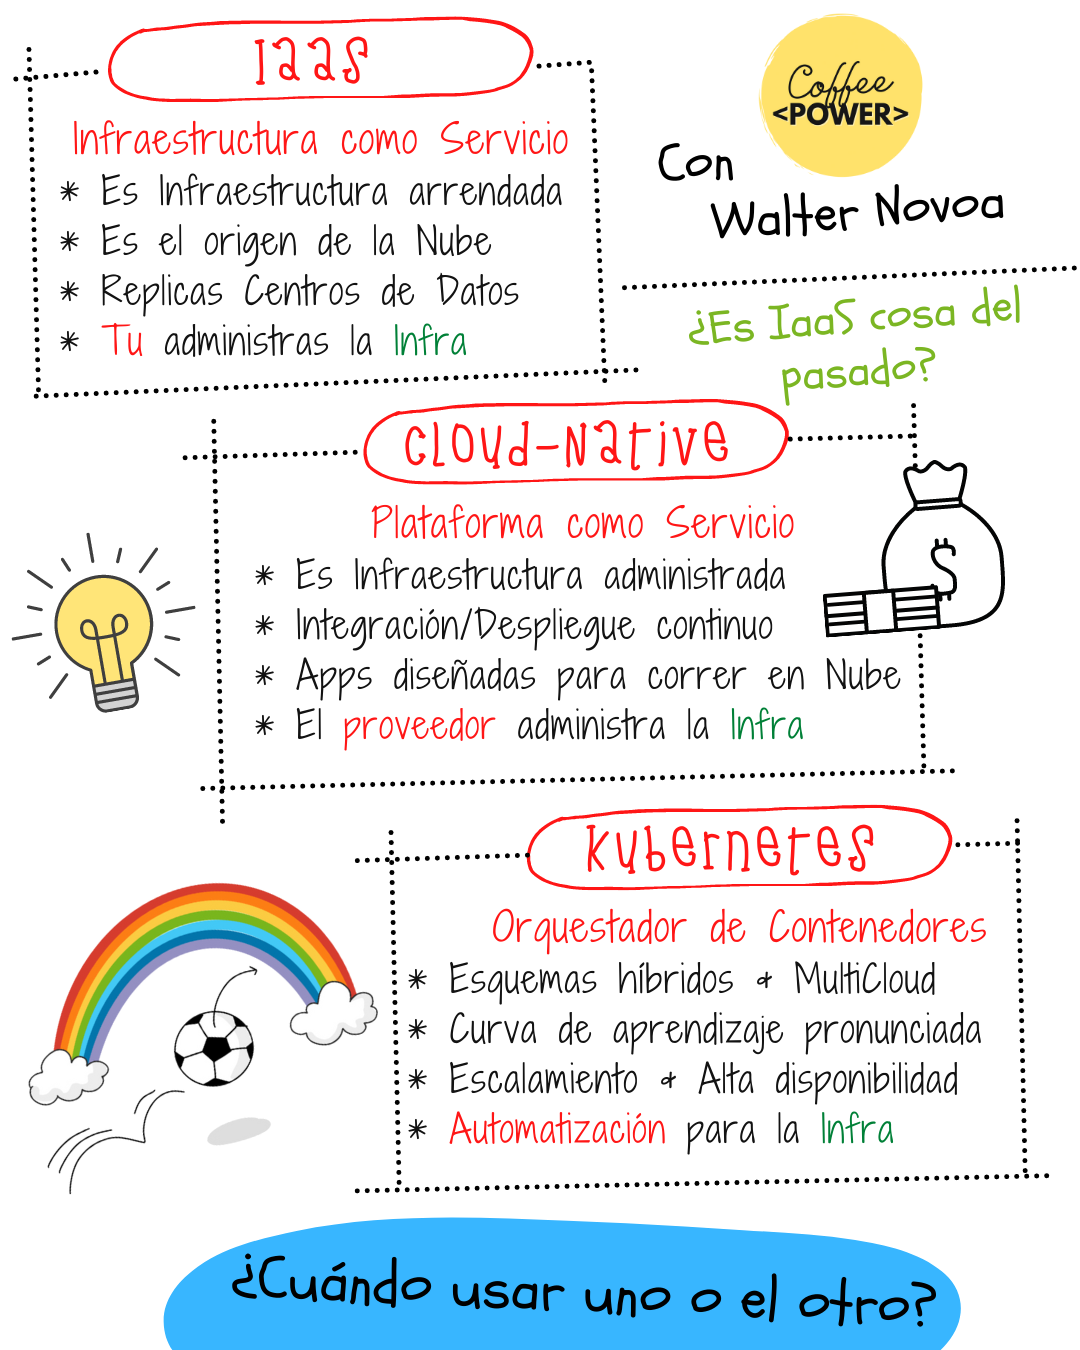 IaaS
Coffee
<POWER>
Con
Walter Novoa
Infraestructura como Servicio
* Es Infraestructura arrendada
* Es el origen de la Nube
* Replicas Centros de Datos
* Tu administras la Infra
¿Es IaaS cosa del
pasado?
Cloud-Native
Plataforma como Servicio
* Es Infraestructura administrada
* Integración/Despliegue continuo
* Apps diseñadas para correr en Nube
* El proveedor administra la Infra
$
Kubernetes
Orquestador de Contenedores
* Esquemas híbridos & MultiCloud
* Curva de aprendizaje pronunciada
* Escalamiento & Alta disponibilidad
* Automatización para la Infra
¿Cuándo usar uno o el otro?